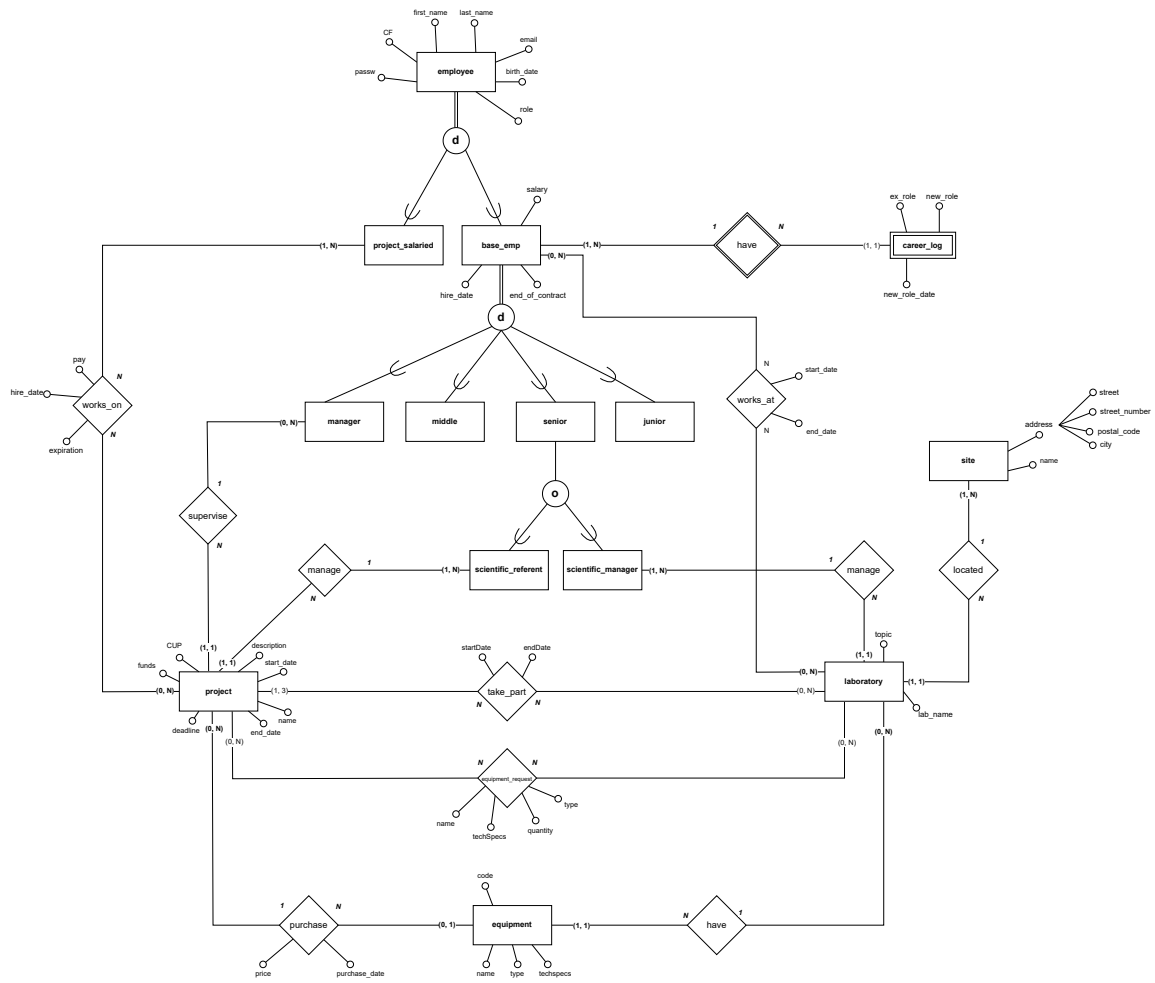 first_name
last_name
CF
email
employee
passw
birth_date
role
d
salary
ex_role
new_role
1
N
(1, N)
project_salaried
base_emp
(1, N)
have
(1, 1)
career_log
(0, N)
hire_date
end_of_contract
new_role_date
d
pay
N
N
start_date
hire_date
works_on
works_at
street
manager
middle
senior
junior
(0, N)
street_number
address
end_date
postal_code
N
N
city
expiration
site
name
1
o
(1, N)
supervise
N
1
1
1
manage
(1, N)
scientific_referent
scientific_manager
(1, N)
manage
located
N
N
N
CUP
description
(1, 1)
topic
(1, 1)
funds
(1, 1)
start_date
startDate
endDate
(0, N)
(0, N)
project
(1, 3)
take_part
(0, N)
laboratory
(1, 1)
N
N
name
lab_name
deadline
(0, N)
end_date
(0, N)
(0, N)
(0, N)
N
N
equipment_request
type
name
quantity
techSpecs
code
1
N
N
1
purchase
(0, 1)
equipment
(1, 1)
have
price
purchase_date
name
type
techspecs